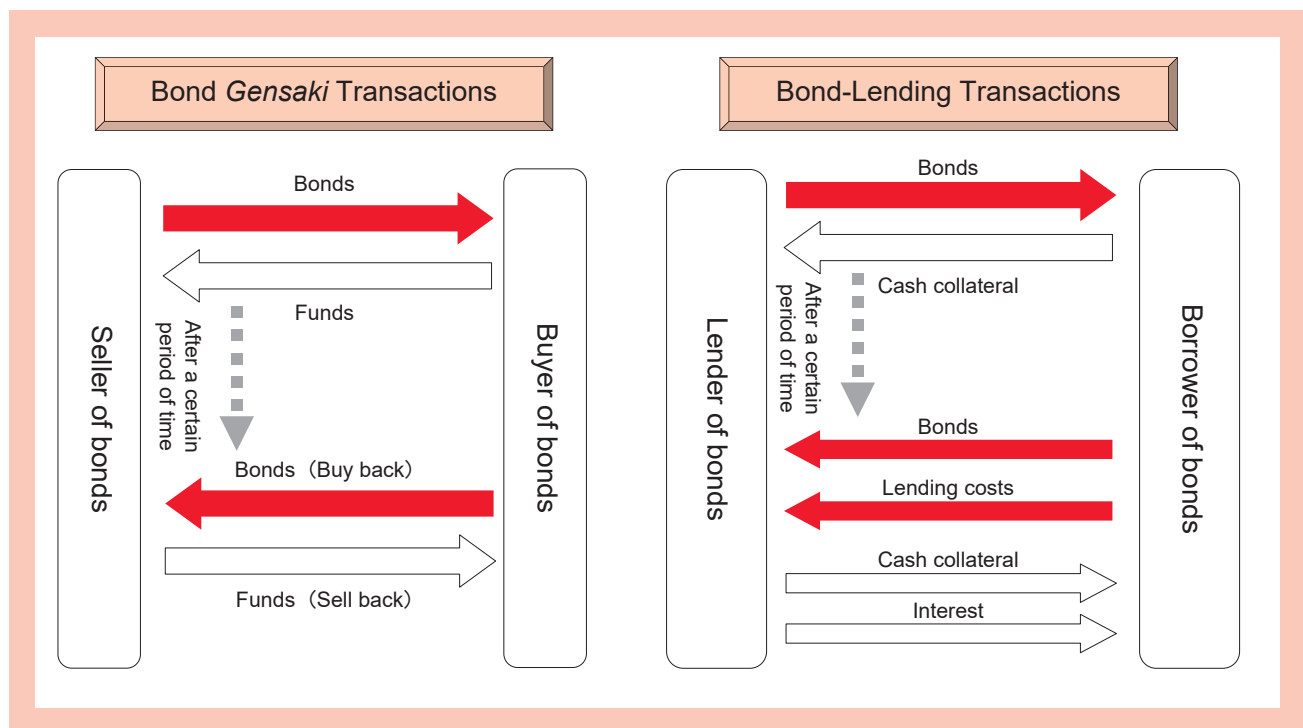 Bond Gensaki Transactions
Seller of bonds
Bonds
Funds
After a certain
period of time
Bonds（Buy back）
Funds（Sell back）
Buyer of bonds
Bond-Lending Transactions
Lender of bonds
Bonds
Cash collateral
After a certain
period of time
Bonds
Lending costs
Cash collateral
Interest
Borrower of bonds